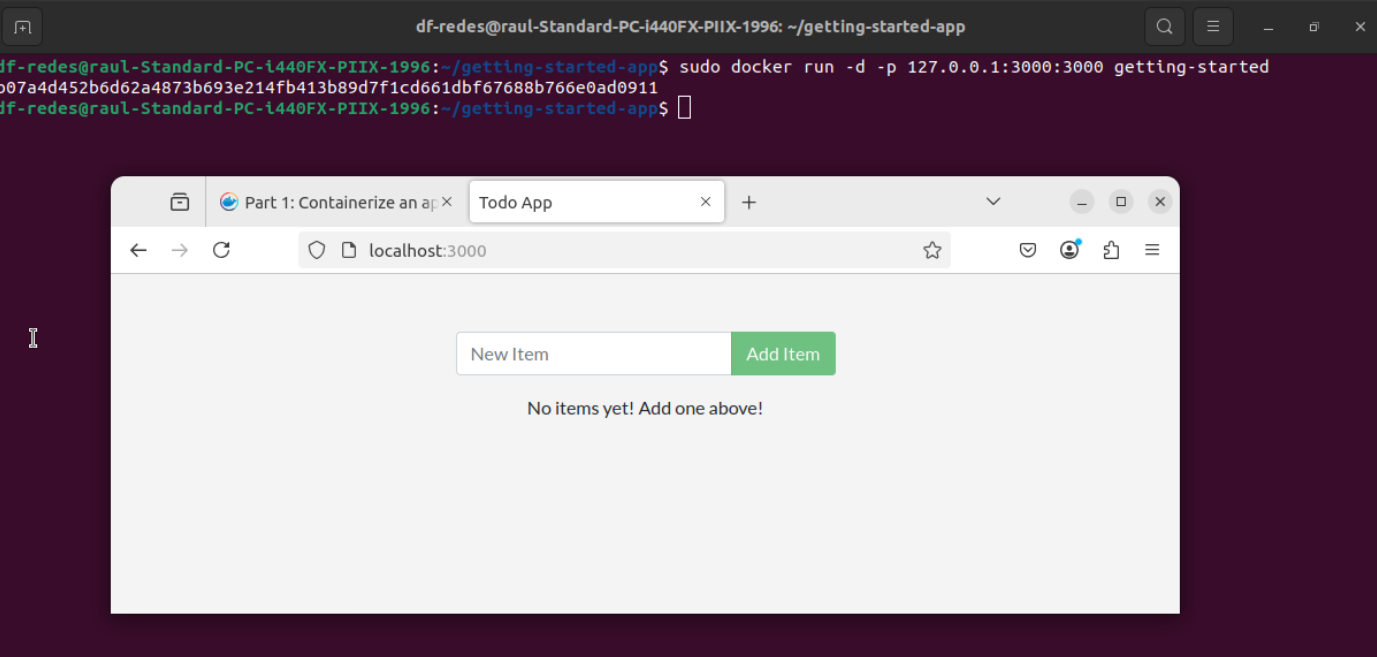 df-redes@raul-Standard-PC-i440FX-PIIX-1996: ~/getting-started-app
df-redes@raul-Standard-PC-i440FX-PIIX-1996:~/getting-started-app$ sudo docker run -d -p 127.0.0.1:3000:3000 getting-started
b07a4d452b6d62a4873b693e214fb413b89d7f1cd661dbf67688b766e0ad0911
df-redes@raul-Standard-PC-i440FX-PIIX-1996:~/getting-started-app$
Part 1: Containerize an ap
Todo App
localhost:3000
New Item
Add Item
No items yet! Add one above!